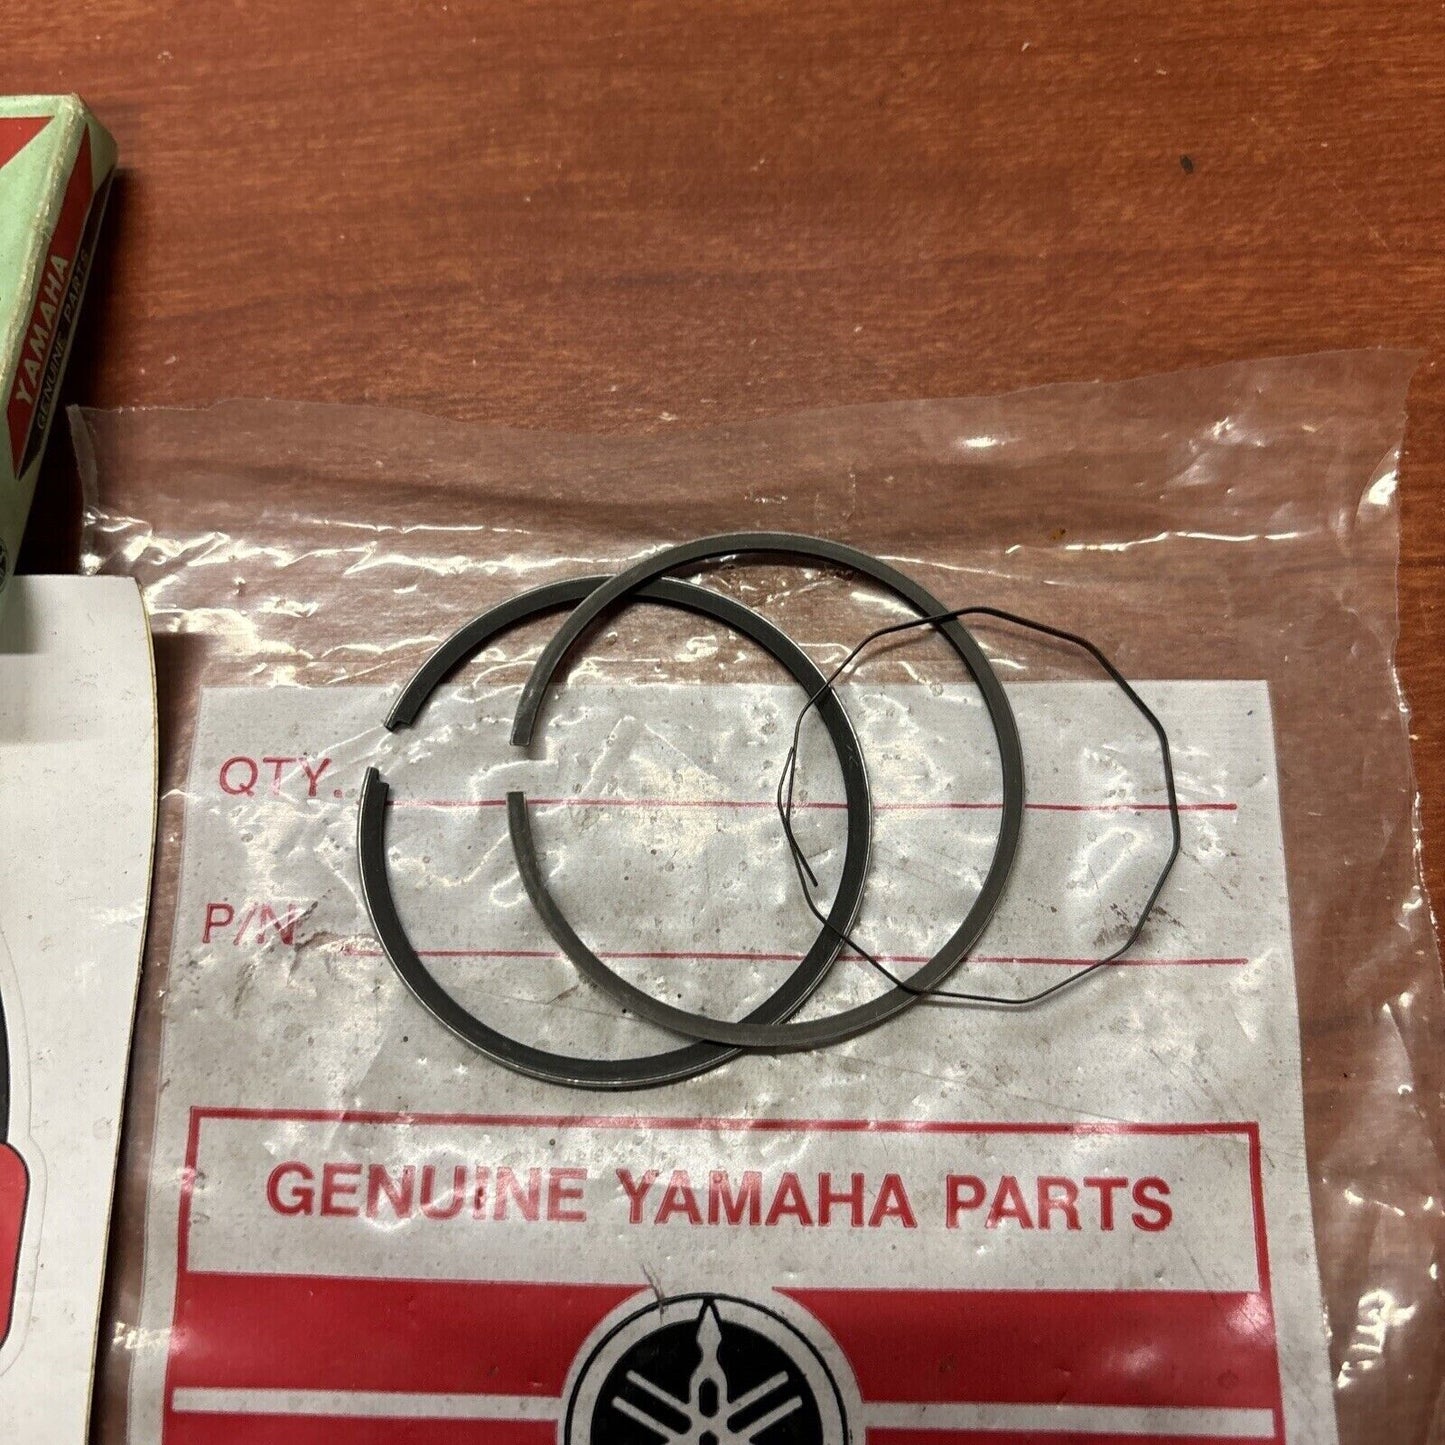 YAMAHA
GENUINE PARTS
QTY.
P/N
GENUINE YAMAHA PARTS